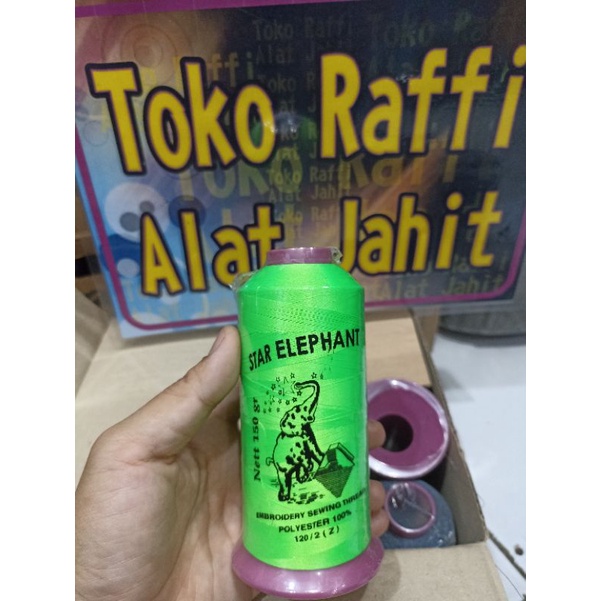 Toko Raffi
Alat Jahit
STAR ELEPHANT
Nett 150 gr
EMBROIDERY SEWING THREAD
POLYESTER 100%
120/2 (Z)